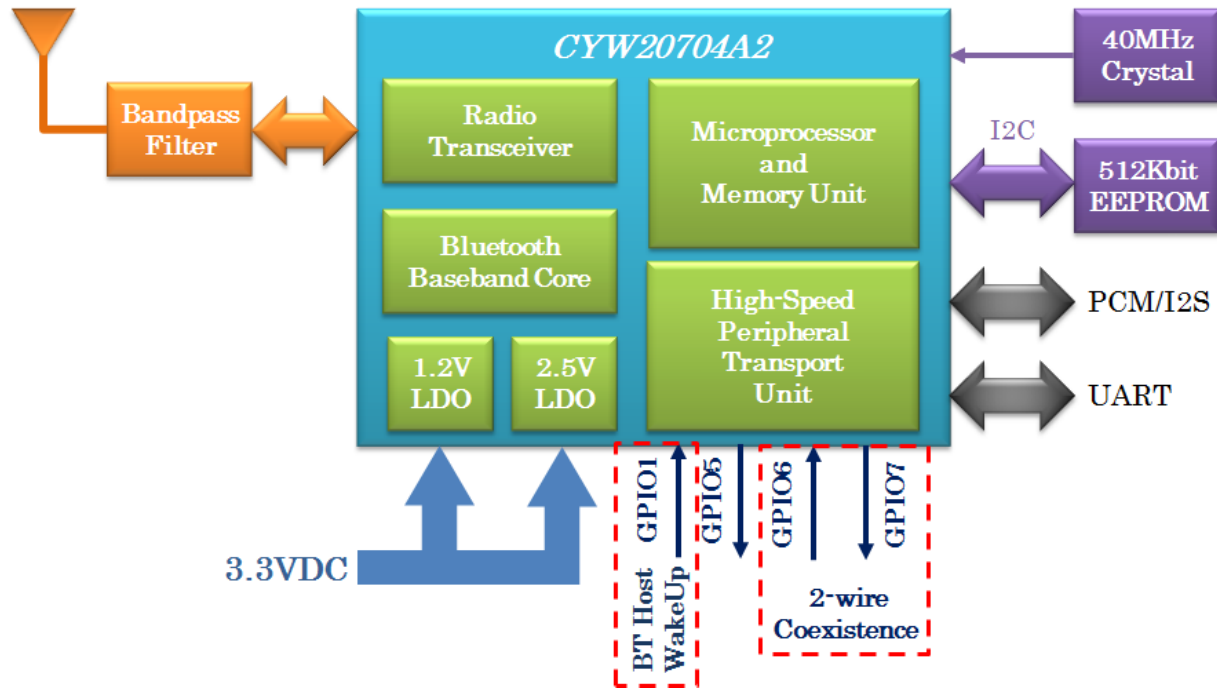 CYW20704A2
40MHz
Crystal
Bandpass
Filter
Radio
Transceiver
Microprocessor
and
Memory Unit
I2C
512Kbit
EEPROM
Bluetooth
Baseband Core
High-Speed
Peripheral
Transport
Unit
PCM/I2S
1.2V
LDO
2.5V
LDO
UART
GPIO1
GPIO5
GPIO6
GPIO7
3.3VDC
BT Host
WakeUp
2-wire
Coexistence